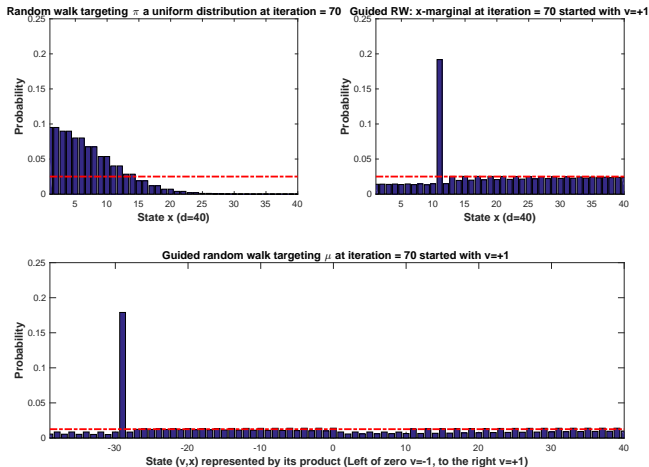 Random walk targeting π a uniform distribution at iteration = 70
Guided RW: x-marginal at iteration = 70 started with v=+1
Probability
0.25
0.2
0.15
0.1
0.05
0
5 10 15 20 25 30 35 40
State x (d=40)
Probability
0.25
0.2
0.15
0.1
0.05
0
5 10 15 20 25 30 35 40
State x (d=40)
Guided random walk targeting μ at iteration = 70 started with v=+1
Probability
0.25
0.2
0.15
0.1
0.05
0
-30 -20 -10 0 10 20 30 40
State (v,x) represented by its product (Left of zero v=-1, to the right v=+1)